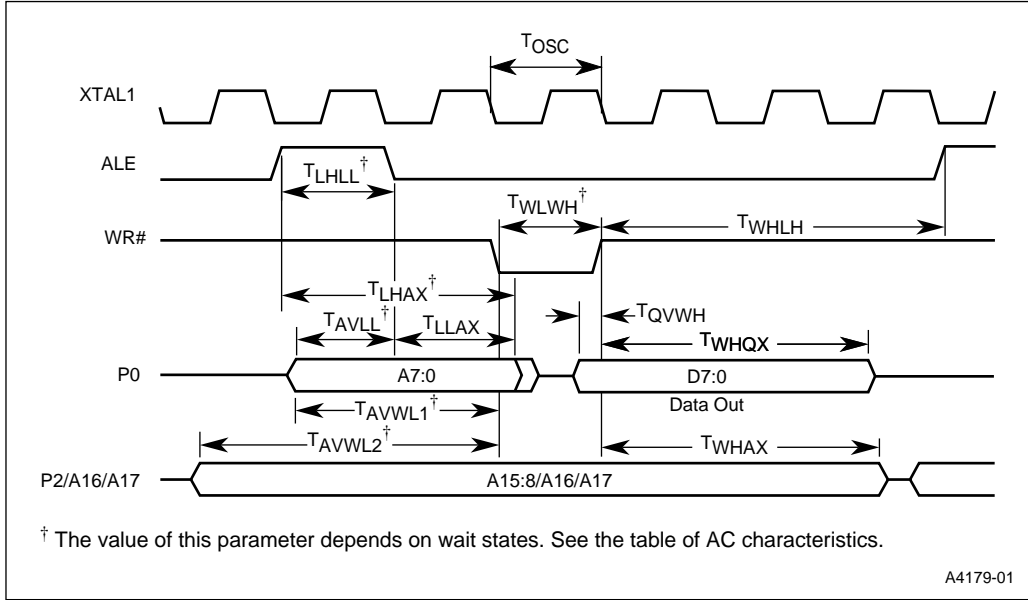 TOSC
XTAL1
ALE
TLHLL†
TWLWH†
TWHLH
WR#
TLHAX†
TQVWH
TAVLL†
TLLAX
TWHQX
P0
A7:0
D7:0
Data Out
TAVWL1†
TAVWL2†
TWHAX
P2/A16/A17
A15:8/A16/A17
† The value of this parameter depends on wait states. See the table of AC characteristics.
A4179-01